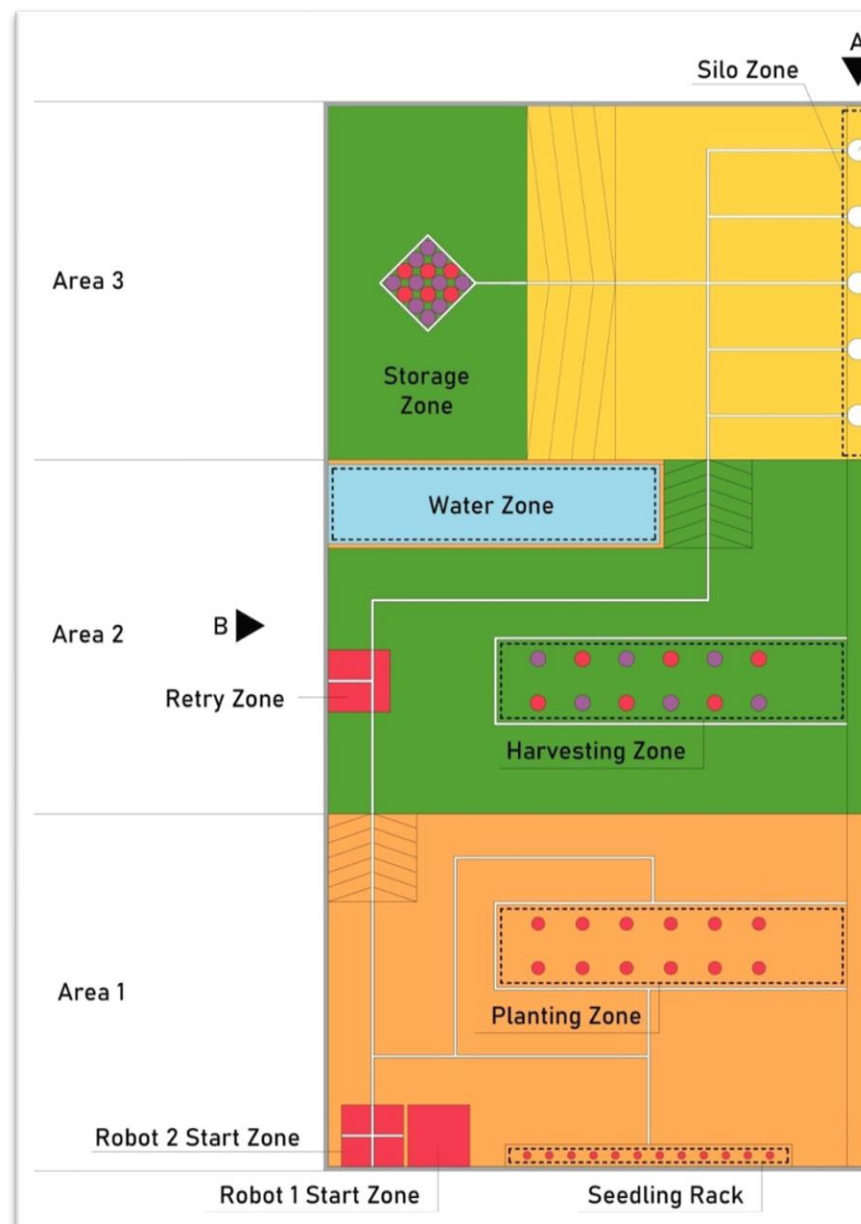 A
Silo Zone
Area 3
Storage
Zone
Water Zone
Area 2
B
Retry Zone
Harvesting Zone
Area 1
Planting Zone
Robot 2 Start Zone
Robot 1 Start Zone
Seedling Rack